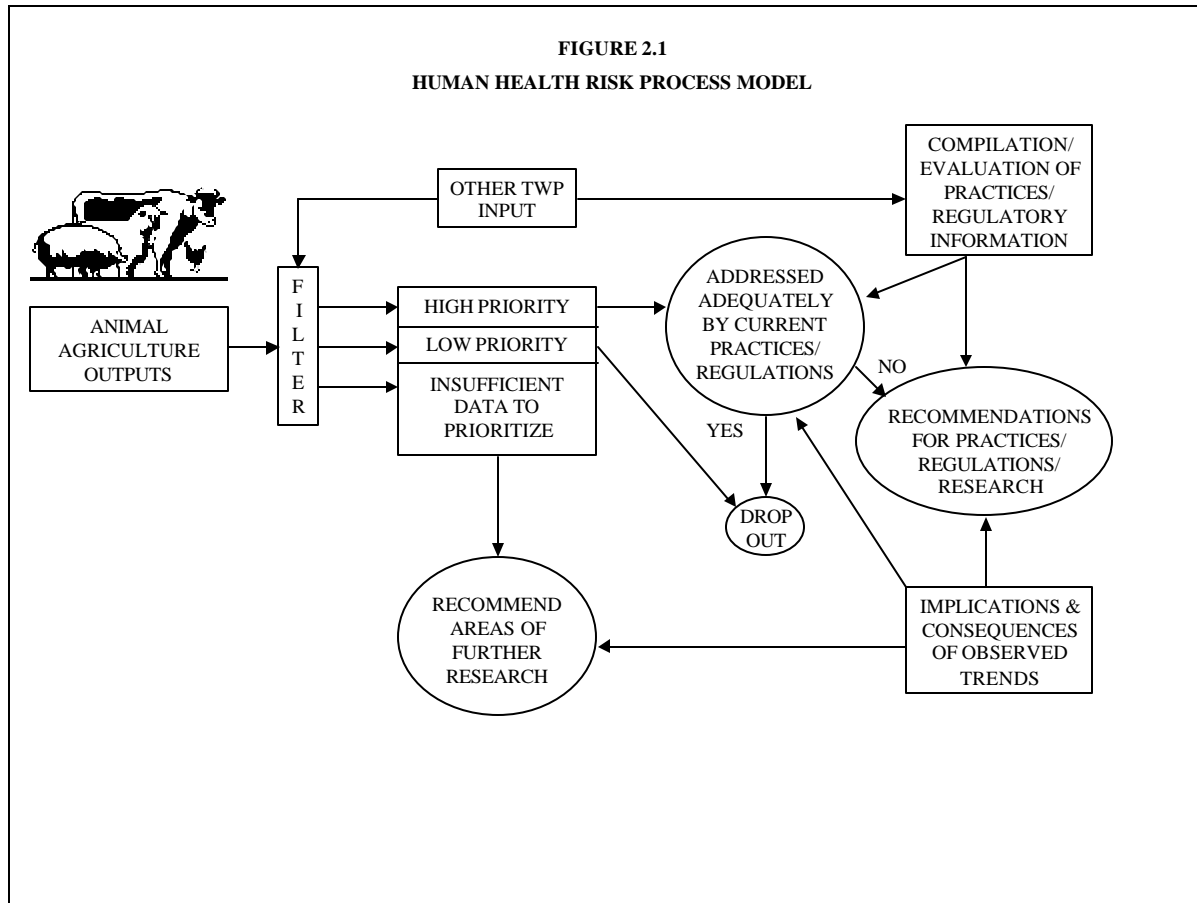 FIGURE 2.1
HUMAN HEALTH RISK PROCESS MODEL
COMPILATION/
EVALUATION OF
PRACTICES/
REGULATORY
INFORMATION
OTHER TWP
INPUT
ANIMAL
AGRICULTURE
OUTPUTS
F
I
L
T
E
R
HIGH PRIORITY
LOW PRIORITY
INSUFFICIENT
DATA TO
PRIORITIZE
ADDRESSED
ADEQUATELY
BY CURRENT
PRACTICES/
REGULATIONS
NO
YES
RECOMMENDATIONS
FOR PRACTICES/
REGULATIONS/
RESEARCH
DROP
OUT
RECOMMEND
AREAS OF
FURTHER
RESEARCH
IMPLICATIONS &
CONSEQUENCES
OF OBSERVED
TRENDS